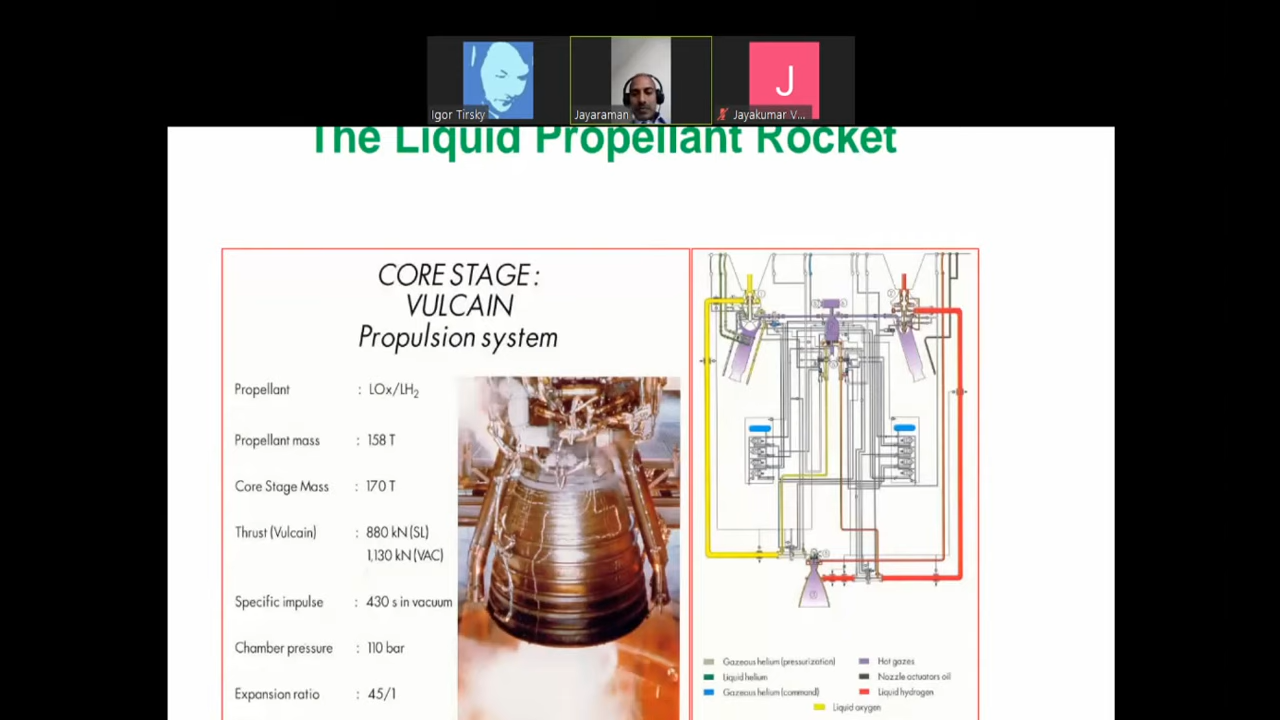 Igor Tirsky
Jayaraman
J
Jayakumar V...
The Liquid Propellant Rocket
CORE STAGE :
VULCAIN
Propulsion system
Propellant : LOx/LH2
Propellant mass : 158 T
Core Stage Mass : 170 T
Thrust (Vulcain) : 880 kN (SL)
1,130 kN (VAC)
Specific impulse : 430 s in vacuum
Chamber pressure : 110 bar
Expansion ratio : 45/1
Gazeous helium (pressurization)
Liquid helium
Gazeous helium (command)
Hot gazes
Nozzle actuators oil
Liquid hydrogen
Liquid oxygen